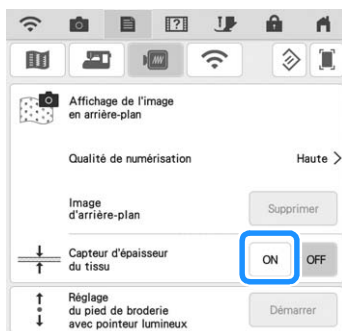 Affichage de l'image
en arrière-plan
Qualité de numérisation
Haute >
Image
d'arrière-plan
Supprimer
Capteur d'épaisseur
du tissu
ON
OFF
Réglage
du pied de broderie
avec pointeur lumineux
Démarrer